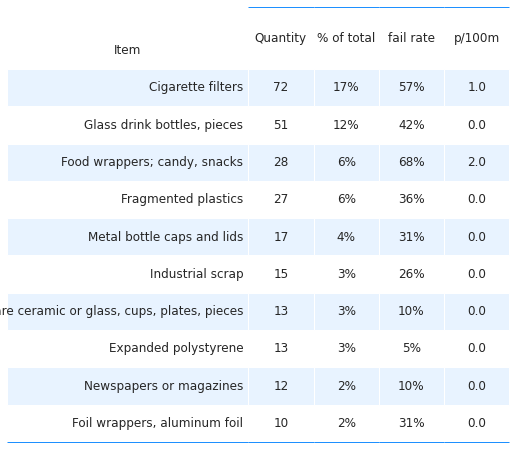 Item Quantity % of total fail rate p/100m
Cigarette filters 72 17% 57% 1.0
Glass drink bottles, pieces 51 12% 42% 0.0
Food wrappers; candy, snacks 28 6% 68% 2.0
Fragmented plastics 27 6% 36% 0.0
Metal bottle caps and lids 17 4% 31% 0.0
Industrial scrap 15 3% 26% 0.0
ceramic or glass, cups, plates, pieces 13 3% 10% 0.0
Expanded polystyrene 13 3% 5% 0.0
Newspapers or magazines 12 2% 10% 0.0
Foil wrappers, aluminum foil 10 2% 31% 0.0